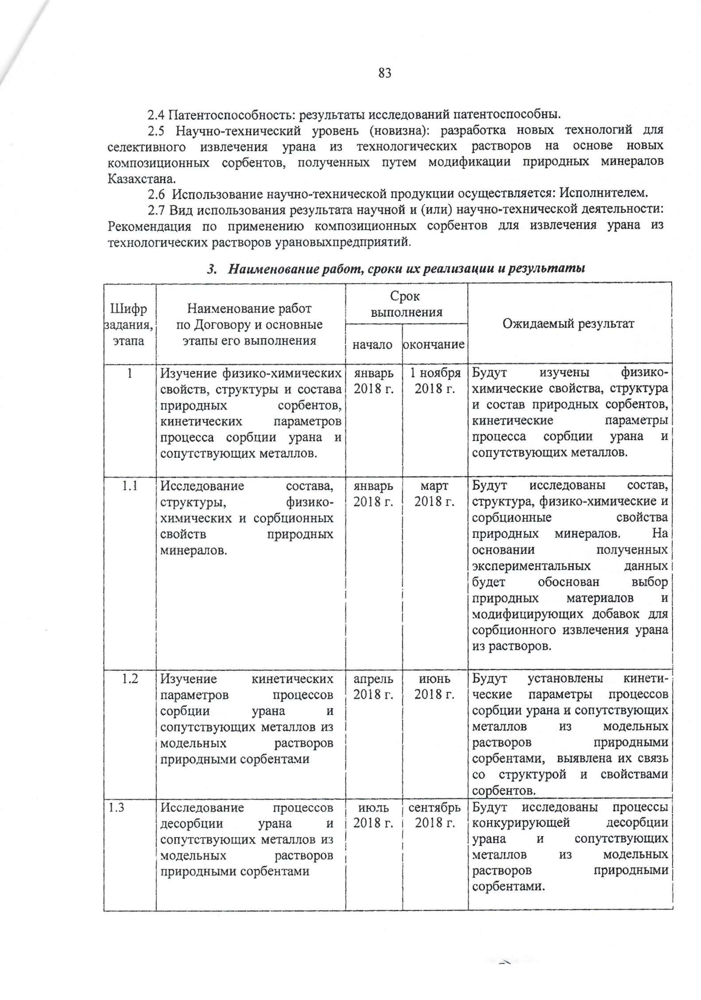 83
2.4 Патентоспособность: результаты исследований патентоспособны.
2.5 Научно-технический уровень (новизна): разработка новых технологий для
селективного извлечения урана из технологических растворов на основе новых
композиционных сорбентов, полученных путем модификации природных минералов
Казахстана.
2.6 Использование научно-технической продукции осуществляется: Исполнителем.
2.7 Вид использования результата научной и (или) научно-технической деятельности:
Рекомендация по применению композиционных сорбентов для извлечения урана из
технологических растворов урановыхпредприятий.
3. Наименование работ, сроки их реализации и результаты
Шифр
задания,
этапа
Наименование работ
по Договору и основные
этапы его выполнения
Срок
выполнения
начало
окончание
Ожидаемый результат
1
Изучение физико-химических
свойств, структуры и состава
природных сорбентов,
кинетических параметров
процесса сорбции урана и
сопутствующих металлов.
январь
2018 г.
1 ноября
2018 г.
Будут изучены физико-
химические свойства, структура
и состав природных сорбентов,
кинетические параметры
процесса сорбции урана и
сопутствующих металлов.
1.1
Исследование состава,
структуры, физико-
химических и сорбционных
свойств природных
минералов.
январь
2018 г.
март
2018 г.
Будут исследованы состав,
структура, физико-химические и
сорбционные свойства
природных минералов. На
основании полученных
экспериментальных данных
будет обоснован выбор
природных материалов и
модифицирующих добавок для
сорбционного извлечения урана
из растворов.
1.2
Изучение кинетических
параметров процессов
сорбции урана и
сопутствующих металлов из
модельных растворов
природными сорбентами
апрель
2018 г.
июнь
2018 г.
Будут установлены кинети-
ческие параметры процессов
сорбции урана и сопутствующих
металлов из модельных
растворов природными
сорбентами, выявлена их связь
со структурой и свойствами
сорбентов.
1.3
Исследование процессов
десорбции урана и
сопутствующих металлов из
модельных растворов
природными сорбентами
июль
2018 г.
сентябрь
2018 г.
Будут исследованы процессы
конкурирующей десорбции
урана и сопутствующих
металлов из модельных
растворов природными
сорбентами.